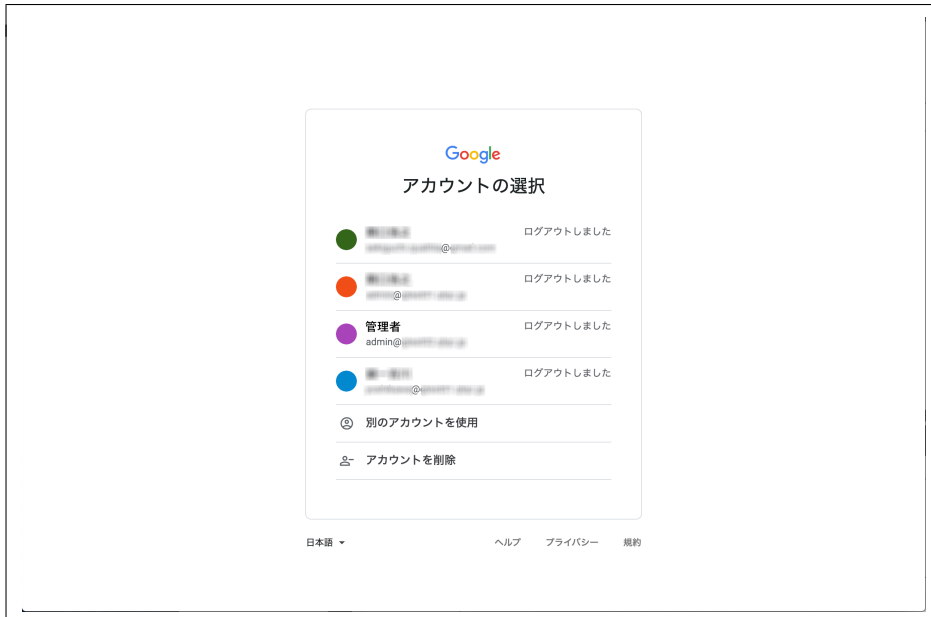 Google
アカウントの選択
ログアウトしました
@
ログアウトしました
@
管理者
ログアウトしました
admin@
ログアウトしました
@
別のアカウントを使用
アカウントを削除
日本語
ヘルプ プライバシー 規約